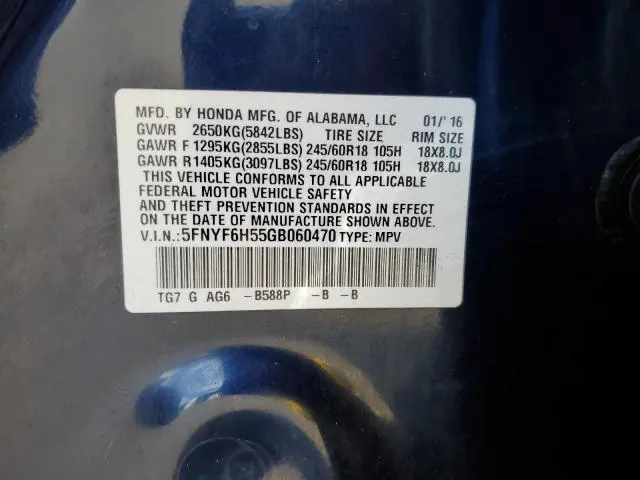 MFD. BY HONDA MFG. OF ALABAMA, LLC 01/'16
GVWR 2650KG(5842LBS) TIRE SIZE RIM SIZE
GAWR F 1295KG(2855LBS) 245/60R18 105H 18X8.0J
GAWR R1405KG(3097LBS) 245/60R18 105H 18X8.0J
THIS VEHICLE CONFORMS TO ALL APPLICABLE
FEDERAL MOTOR VEHICLE SAFETY
AND THEFT PREVENTION STANDARDS IN EFFECT
ON THE DATE OF MANUFACTURE SHOWN ABOVE.
V.I.N.:5FNYF6H55GB060470 TYPE: MPV
TG7 G AG6 -B588P -B -B